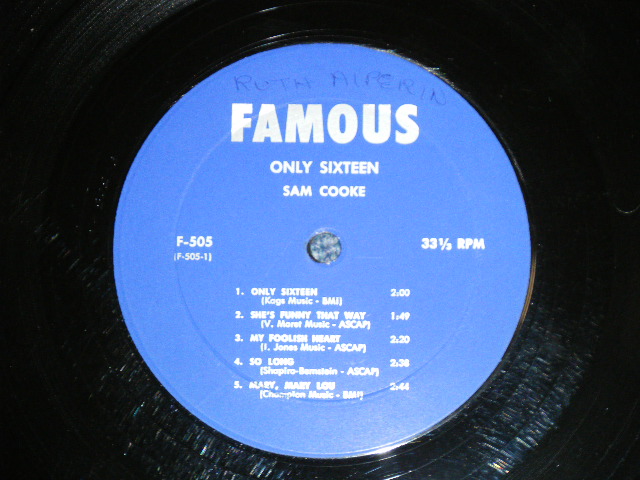 RUTH ALPERIN
FAMOUS
ONLY SIXTEEN
SAM COOKE
F-505
33⅓ RPM
(F-505-1)
1. ONLY SIXTEEN 2:00
(Kags Music - BMI)
2. SHE'S FUNNY THAT WAY 1:49
(V. Moret Music - ASCAP)
3. MY FOOLISH HEART 2:20
(I. Jones Music - ASCAP)
4. SO LONG 2:38
(Shapiro-Bernstein - ASCAP)
5. MARY, MARY LOU 2:44
(Champion Music - BMI)